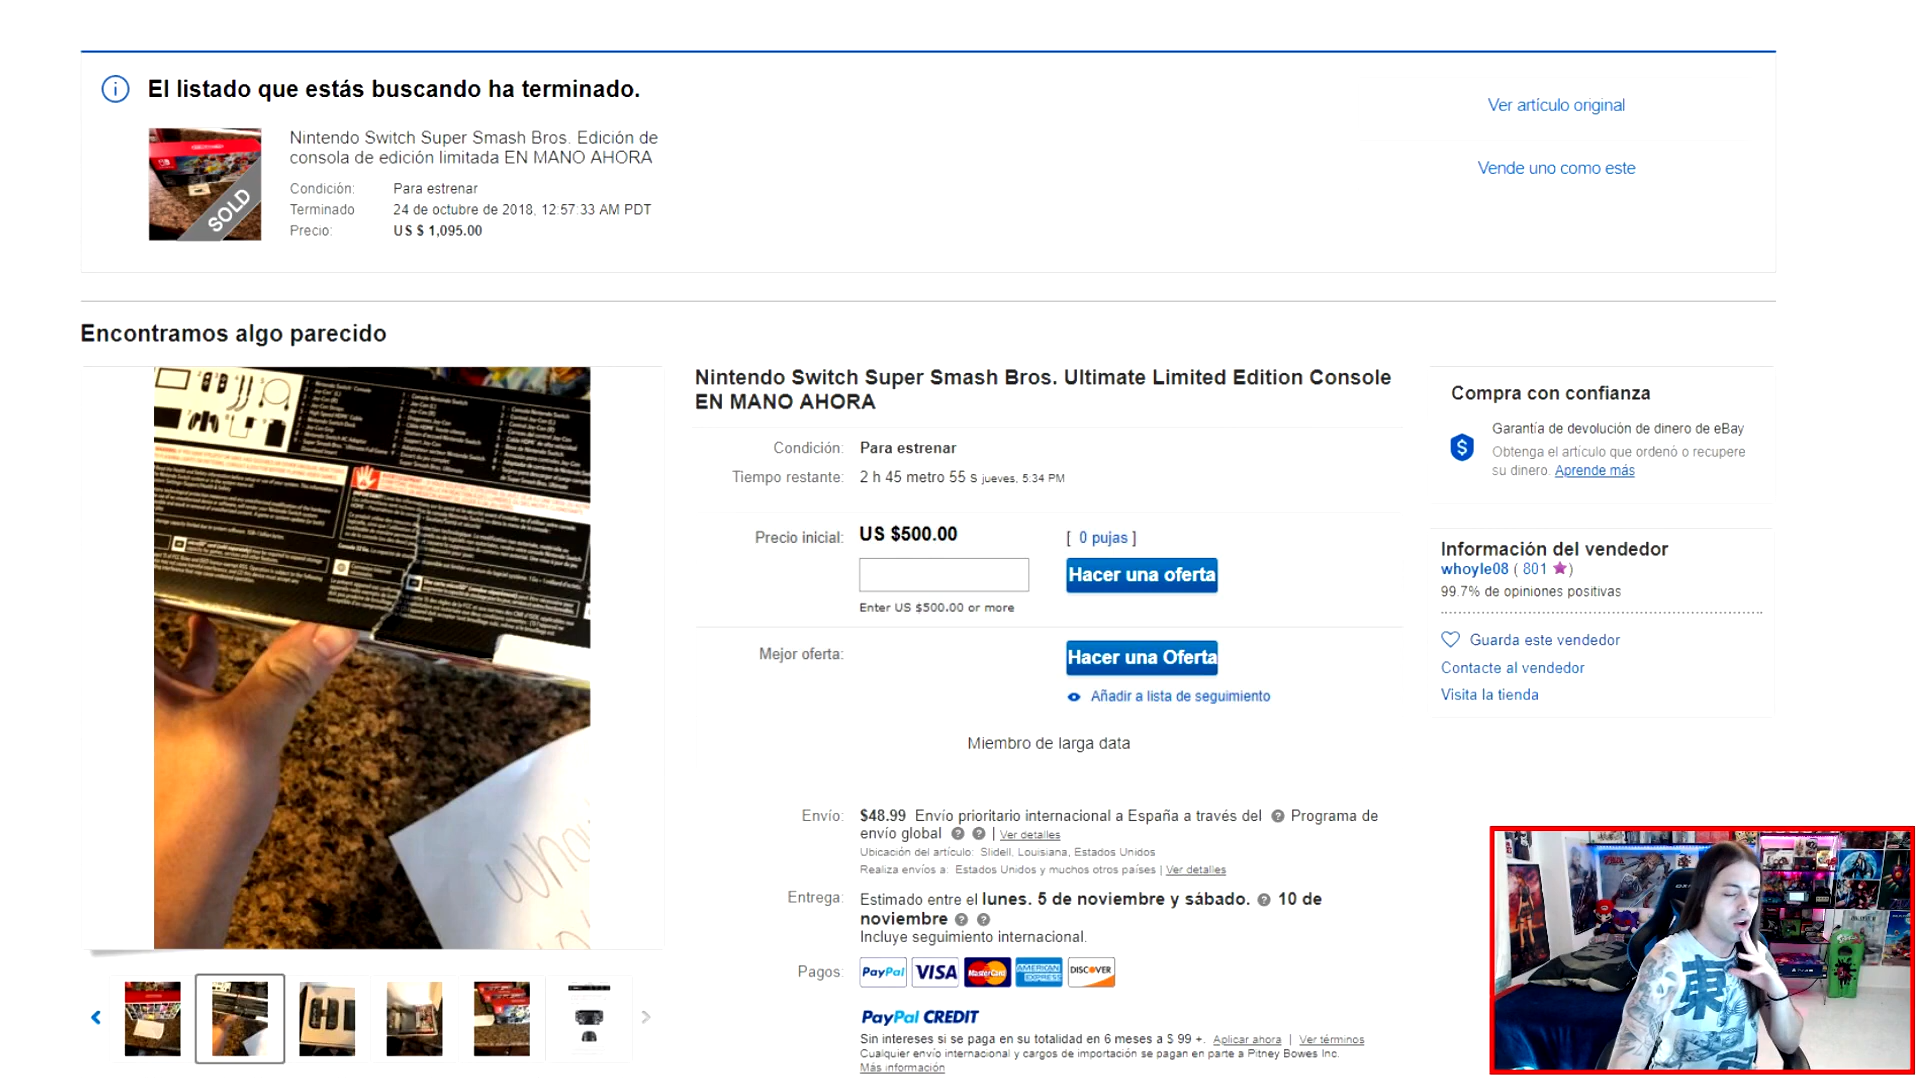 El listado que estás buscando ha terminado.
Nintendo Switch Super Smash Bros. Edición de
consola de edición limitada EN MANO AHORA
Condición: Para estrenar
Terminado 24 de octubre de 2018, 12:57:33 AM PDT
Precio: US $ 1,095.00
SOLD
Ver artículo original
Vende uno como este
Encontramos algo parecido
Nintendo Switch Super Smash Bros. Ultimate Limited Edition Console
EN MANO AHORA
Condición: Para estrenar
Tiempo restante: 2 h 45 metro 55 s jueves, 5:34 PM
Precio inicial: US $500.00 [ 0 pujas ]
Hacer una oferta
Enter US $500.00 or more
Mejor oferta: Hacer una Oferta
Añadir a lista de seguimiento
Miembro de larga data
Envío: $48.99 Envío prioritario internacional a España a través del Programa de
envío global | Ver detalles
Ubicación del artículo: Slidell, Louisiana, Estados Unidos
Realiza envíos a: Estados Unidos y muchos otros países | Ver detalles
Entrega: Estimado entre el lunes. 5 de noviembre y sábado. 10 de
noviembre
Incluye seguimiento internacional.
Pagos: PayPal VISA MasterCard AMERICAN EXPRESS DISCOVER
PayPal CREDIT
Sin intereses si se paga en su totalidad en 6 meses a $ 99 +. Aplicar ahora | Ver términos
Cualquier envío internacional y cargos de importación se pagan en parte a Pitney Bowes Inc.
Más información
Compra con confianza
Garantía de devolución de dinero de eBay
Obtenga el artículo que ordenó o recupere
su dinero. Aprende más
Información del vendedor
whoyle08 ( 801 )
99.7% de opiniones positivas
Guarda este vendedor
Contacte al vendedor
Visita la tienda
東